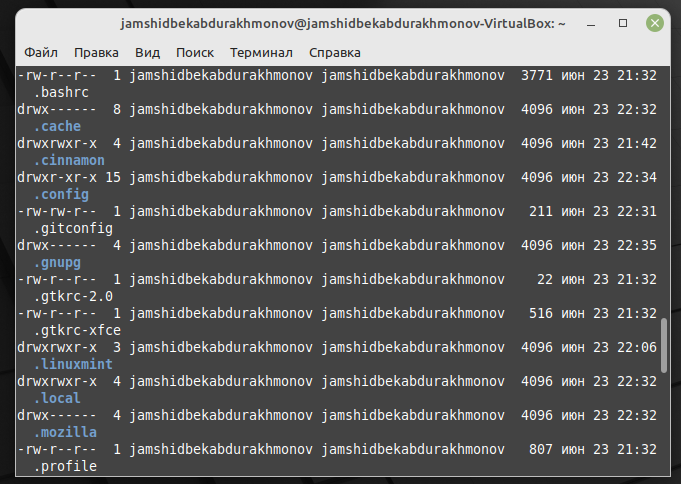 jamshidbekabdurakhmonov@jamshidbekabdurakhmonov-VirtualBox: ~
Файл Правка Вид Поиск Терминал Справка
-rw-r--r--  1 jamshidbekabdurakhmonov jamshidbekabdurakhmonov  3771 июн 23 21:32
  .bashrc
drwx------  8 jamshidbekabdurakhmonov jamshidbekabdurakhmonov  4096 июн 23 22:32
  .cache
drwxrwxr-x  4 jamshidbekabdurakhmonov jamshidbekabdurakhmonov  4096 июн 23 21:42
  .cinnamon
drwxr-xr-x 15 jamshidbekabdurakhmonov jamshidbekabdurakhmonov  4096 июн 23 22:34
  .config
-rw-rw-r--  1 jamshidbekabdurakhmonov jamshidbekabdurakhmonov   211 июн 23 22:31
  .gitconfig
drwx------  4 jamshidbekabdurakhmonov jamshidbekabdurakhmonov  4096 июн 23 22:35
  .gnupg
-rw-r--r--  1 jamshidbekabdurakhmonov jamshidbekabdurakhmonov    22 июн 23 21:32
  .gtkrc-2.0
-rw-r--r--  1 jamshidbekabdurakhmonov jamshidbekabdurakhmonov   516 июн 23 21:32
  .gtkrc-xfce
drwxrwxr-x  3 jamshidbekabdurakhmonov jamshidbekabdurakhmonov  4096 июн 23 22:06
  .linuxmint
drwxrwxr-x  4 jamshidbekabdurakhmonov jamshidbekabdurakhmonov  4096 июн 23 22:32
  .local
drwx------  4 jamshidbekabdurakhmonov jamshidbekabdurakhmonov  4096 июн 23 22:32
  .mozilla
-rw-r--r--  1 jamshidbekabdurakhmonov jamshidbekabdurakhmonov   807 июн 23 21:32
  .profile